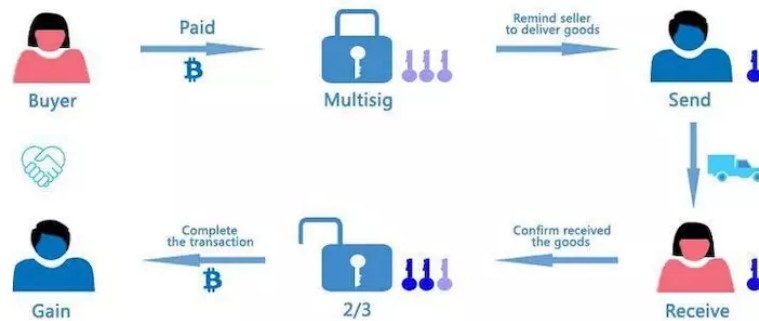 Paid
Remind seller
to deliver goods
Buyer
Multisig
Send
Complete
the transaction
Confirm received
the goods
Gain
2/3
Receive